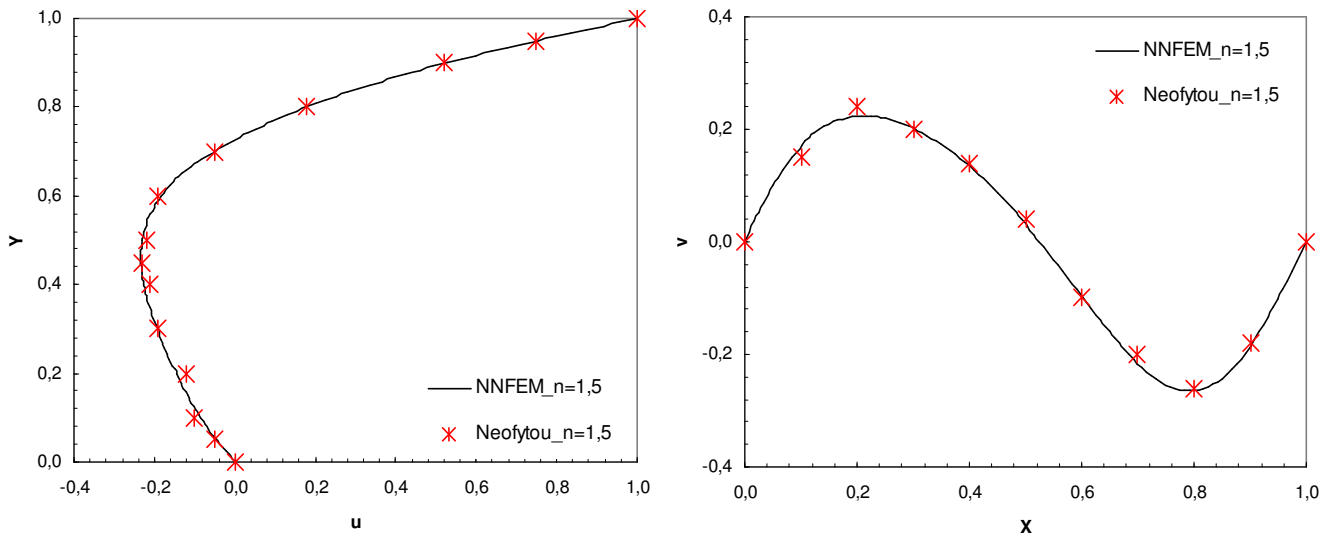 1,0
0,8
0,6
0,4
0,2
0,0
Y
-0,4 -0,2 0,0 0,2 0,4 0,6 0,8 1,0
u
NNFEM_n=1,5
Neofytou_n=1,5
0,4
0,2
0,0
-0,2
-0,4
v
0,0 0,2 0,4 0,6 0,8 1,0
X
NNFEM_n=1,5
Neofytou_n=1,5